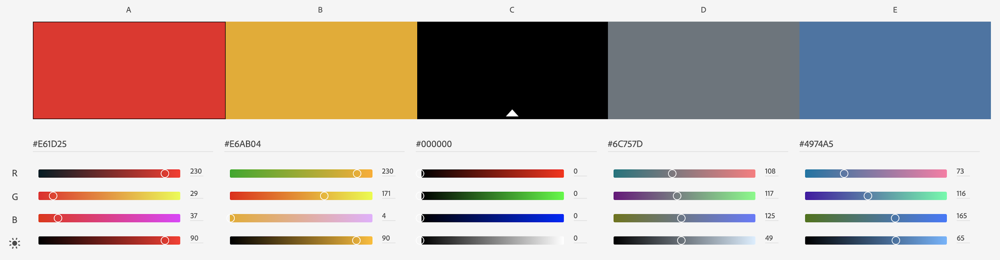 A B C D E
#E61D25 #E6AB04 #000000 #6C757D #4974A5
R 230 230 0 108 73
G 29 171 0 117 116
B 37 4 0 125 165
90 90 0 49 65